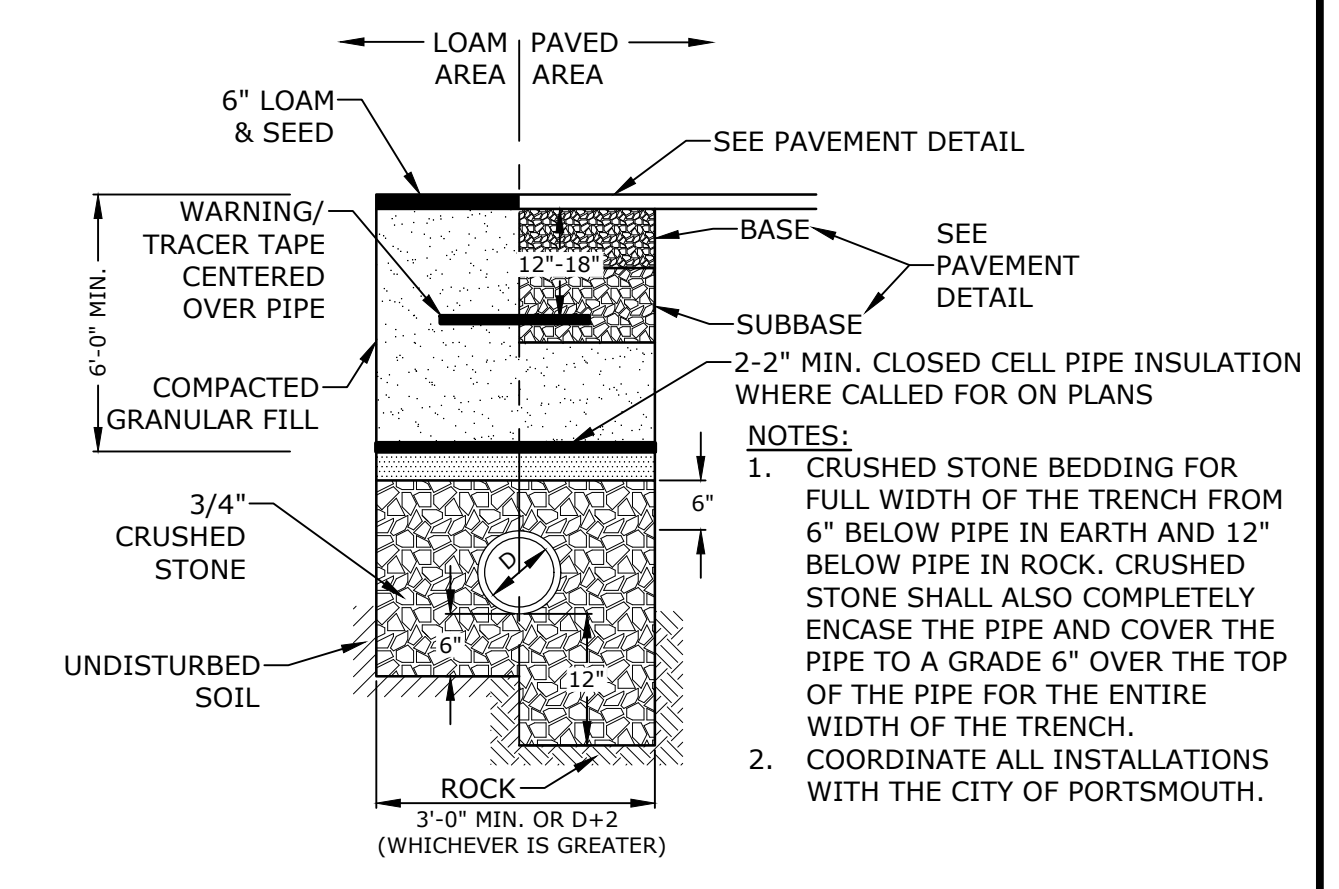 LOAM AREA
PAVED AREA
6" LOAM
& SEED
SEE PAVEMENT DETAIL
WARNING/
TRACER TAPE
CENTERED
OVER PIPE
BASE
SEE
PAVEMENT
DETAIL
12"-18"
6'-0" MIN.
SUBBASE
2-2" MIN. CLOSED CELL PIPE INSULATION
WHERE CALLED FOR ON PLANS
COMPACTED
GRANULAR FILL
3/4"
CRUSHED
STONE
6"
D
6"
12"
UNDISTURBED
SOIL
ROCK
3'-0" MIN. OR D+2
(WHICHEVER IS GREATER)
NOTES:
1. CRUSHED STONE BEDDING FOR
FULL WIDTH OF THE TRENCH FROM
6" BELOW PIPE IN EARTH AND 12"
BELOW PIPE IN ROCK. CRUSHED
STONE SHALL ALSO COMPLETELY
ENCASE THE PIPE AND COVER THE
PIPE TO A GRADE 6" OVER THE TOP
OF THE PIPE FOR THE ENTIRE
WIDTH OF THE TRENCH.
2. COORDINATE ALL INSTALLATIONS
WITH THE CITY OF PORTSMOUTH.